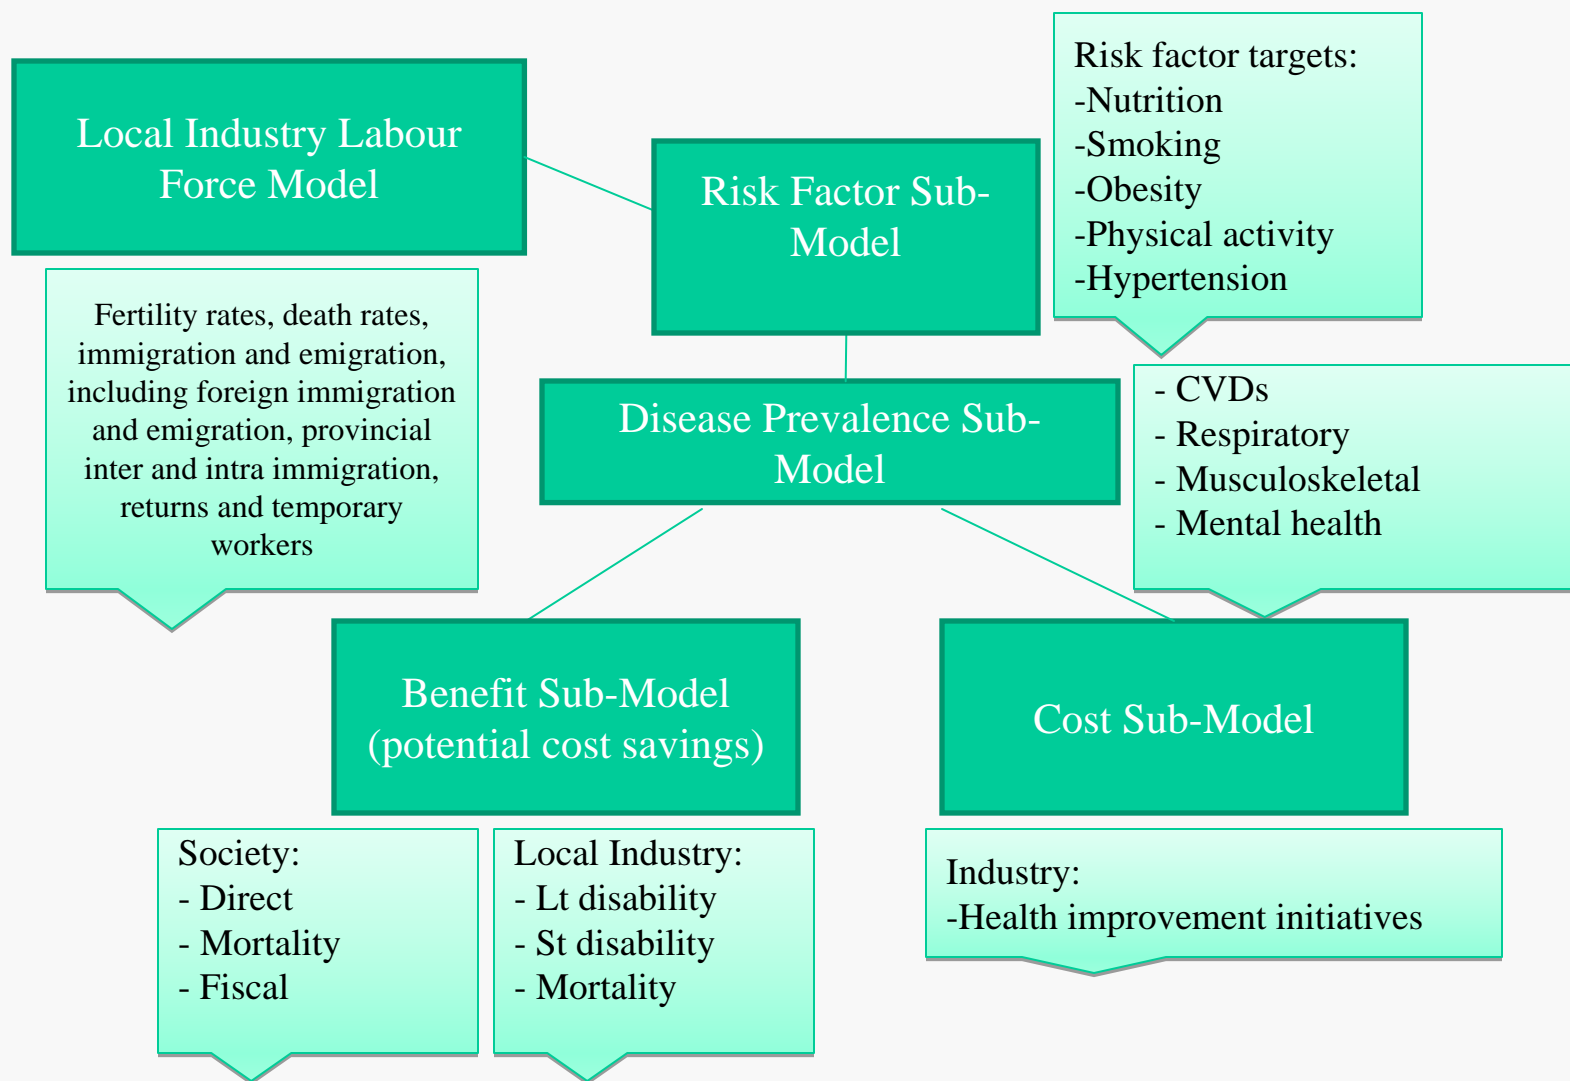 Local Industry Labour
Force Model
Risk Factor Sub-
Model
Risk factor targets:
-Nutrition
-Smoking
-Obesity
-Physical activity
-Hypertension
Fertility rates, death rates,
immigration and emigration,
including foreign immigration
and emigration, provincial
inter and intra immigration,
returns and temporary
workers
Disease Prevalence Sub-
Model
- CVDs
- Respiratory
- Musculoskeletal
- Mental health
Benefit Sub-Model
(potential cost savings)
Cost Sub-Model
Society:
- Direct
- Mortality
- Fiscal
Local Industry:
- Lt disability
- St disability
- Mortality
Industry:
-Health improvement initiatives